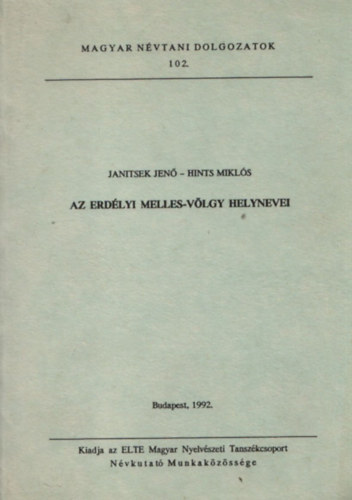 MAGYAR NÉVTANI DOLGOZATOK
102.
JANITSEK JENŐ – HINTS MIKLÓS
AZ ERDÉLYI MELLES-VÖLGY HELYNEVEI
Budapest, 1992.
Kiadja az ELTE Magyar Nyelvészeti Tanszékcsoport
Névkutató Munkaközössége